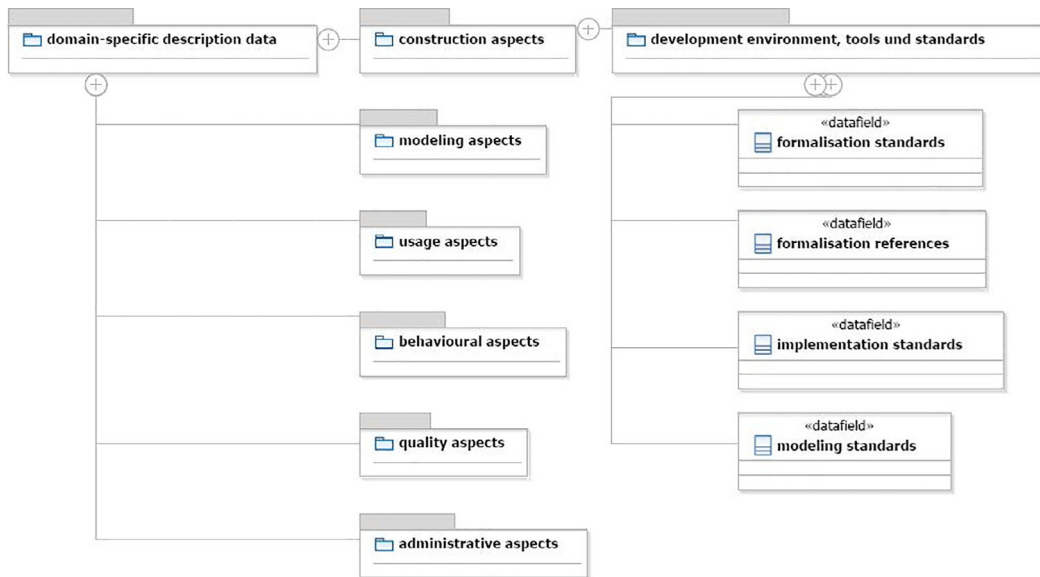 domain-specific description data
construction aspects
development environment, tools und standards
modeling aspects
usage aspects
behavioural aspects
quality aspects
administrative aspects
«datafield»
formalisation standards
«datafield»
formalisation references
«datafield»
implementation standards
«datafield»
modeling standards